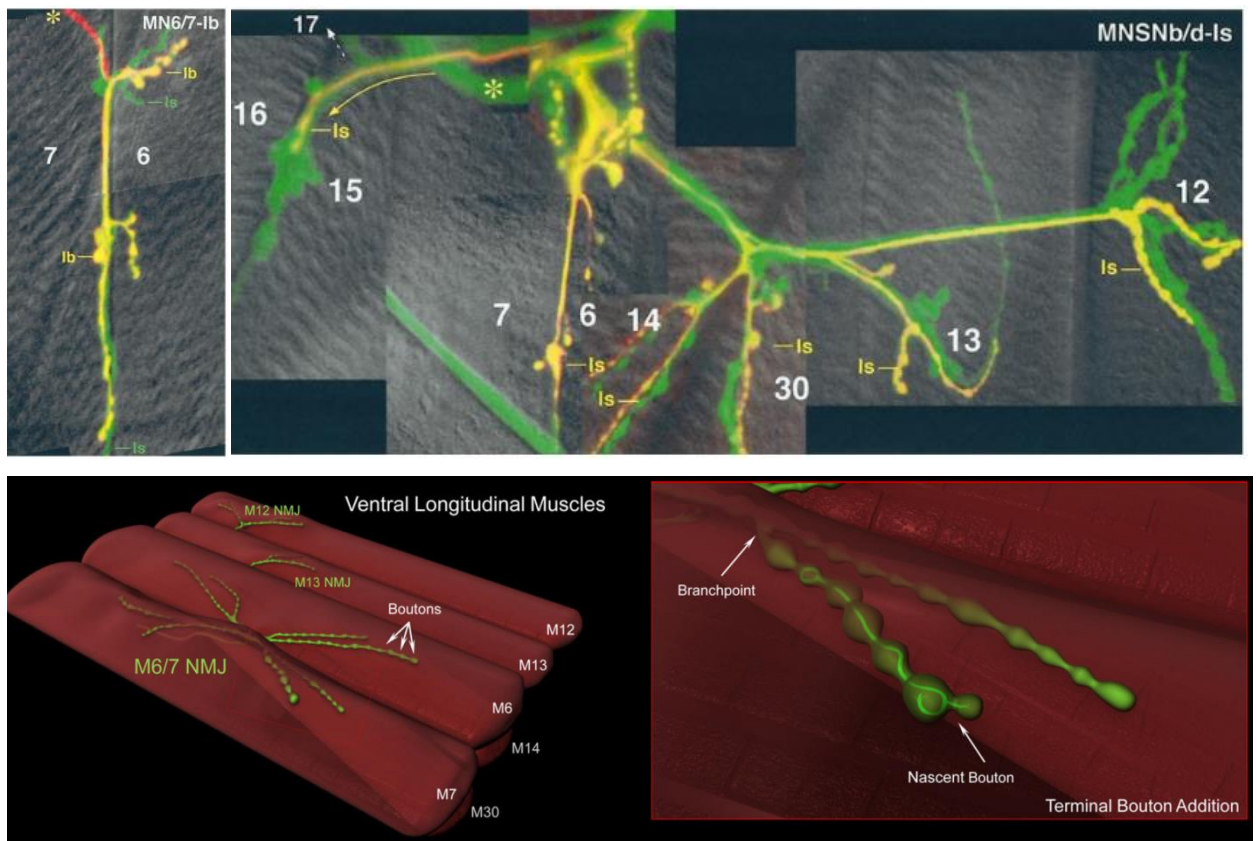 *
MN6/7-Ib
Ib
Is
7
6
Ib
Is
17
MNSNb/d-Is
*
16
Is
15
12
Is
7
6
14
13
Is
Is
Is
Is
30
Ventral Longitudinal Muscles
M12 NMJ
M13 NMJ
Boutons
M6/7 NMJ
M12
M13
M6
M14
M7
M30
Branchpoint
Nascent Bouton
Terminal Bouton Addition